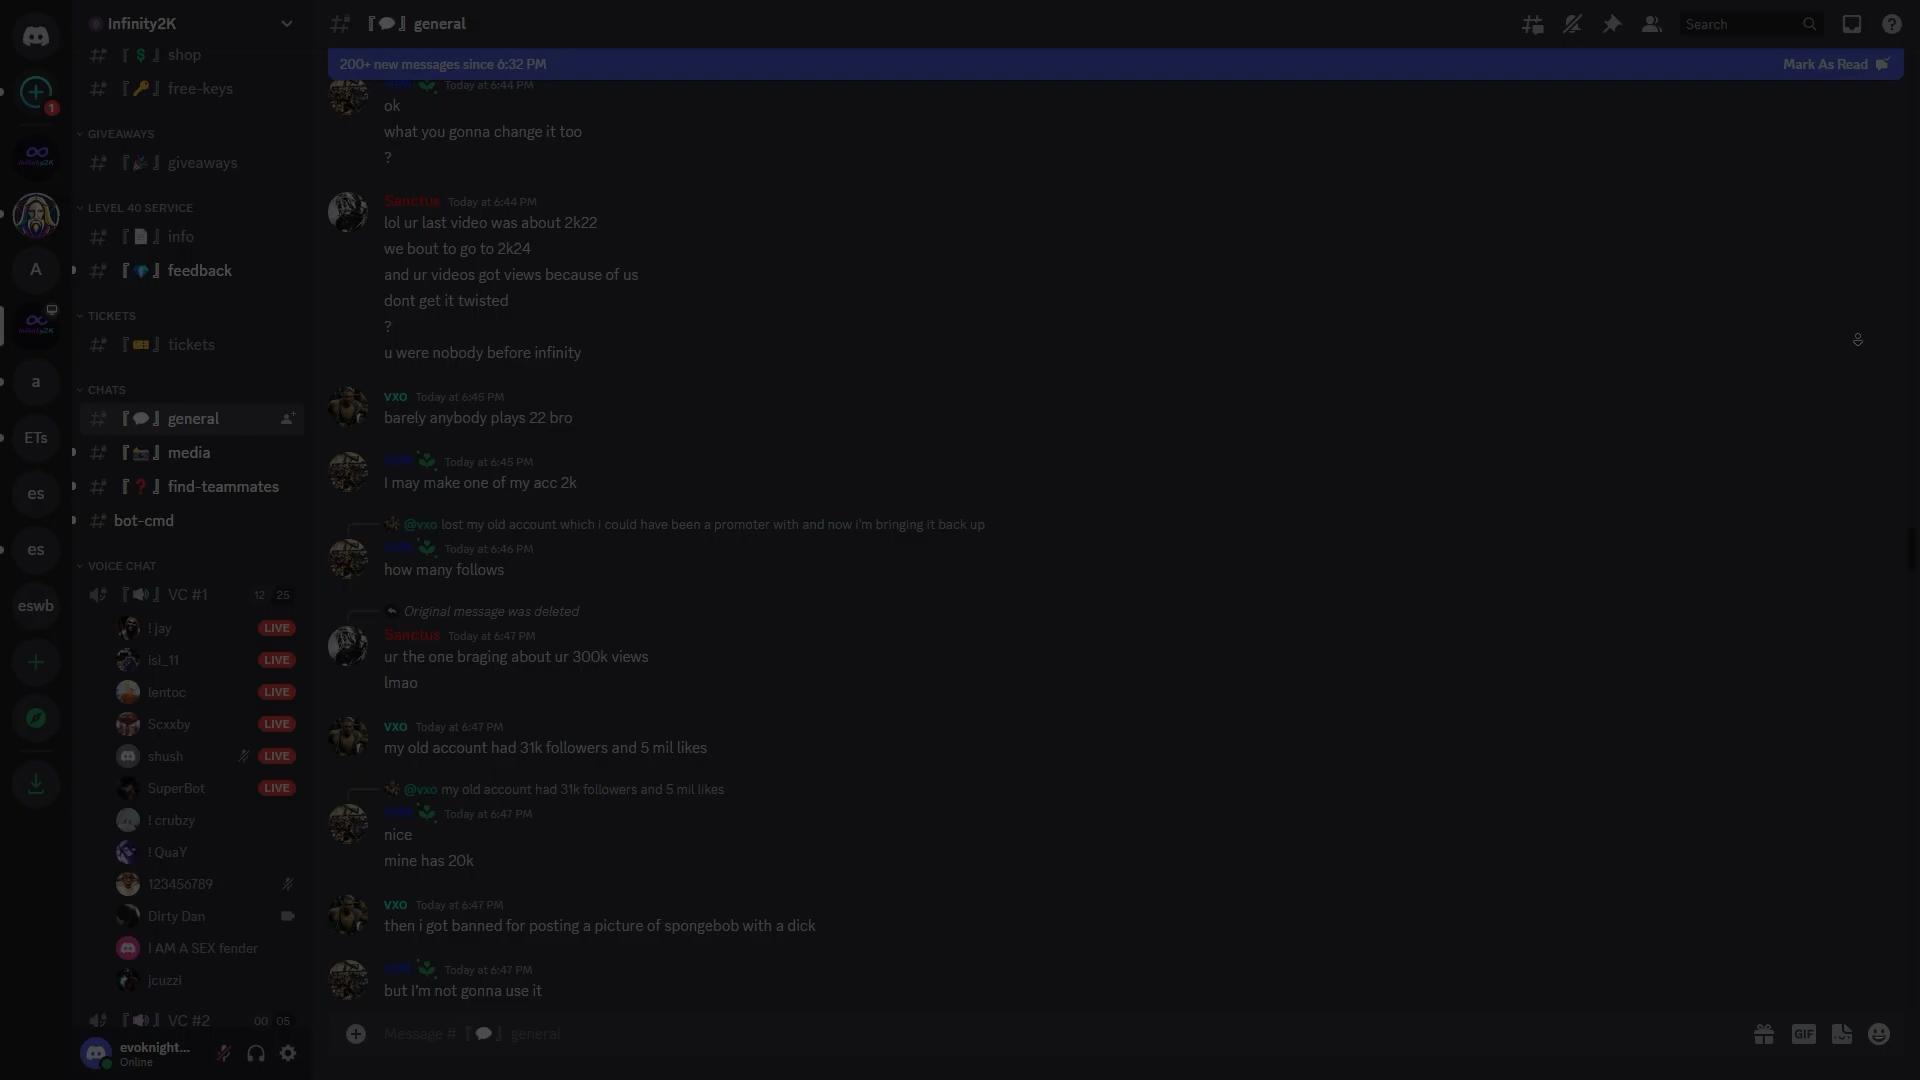 Infinity2K
shop
free-keys
GIVEAWAYS
giveaways
LEVEL 40 SERVICE
info
feedback
TICKETS
tickets
CHATS
general
media
find-teammates
bot-cmd
VOICE CHAT
VC #1 12 25
! jay LIVE
isi_11 LIVE
lentoc LIVE
Scxxby LIVE
shush LIVE
SuperBot LIVE
! crubzy
! QuaY
123456789
Dirty Dan
I AM A SEX fender
jcuzzi
VC #2 00 05
evoknight...
Online
1
A
a
ETs
es
es
eswb
general
Search
200+ new messages since 6:32 PM Mark As Read
Today at 6:44 PM
ok
what you gonna change it too
?
Sanctus Today at 6:44 PM
lol ur last video was about 2k22
we bout to go to 2k24
and ur videos got views because of us
dont get it twisted
?
u were nobody before infinity
vxo Today at 6:45 PM
barely anybody plays 22 bro
Today at 6:45 PM
I may make one of my acc 2k
@vxo lost my old account which i could have been a promoter with and now i'm bringing it back up
Today at 6:46 PM
how many follows
Original message was deleted
Sanctus Today at 6:47 PM
ur the one braging about ur 300k views
lmao
vxo Today at 6:47 PM
my old account had 31k followers and 5 mil likes
@vxo my old account had 31k followers and 5 mil likes
Today at 6:47 PM
nice
mine has 20k
vxo Today at 6:47 PM
then i got banned for posting a picture of spongebob with a dick
Today at 6:47 PM
but I'm not gonna use it
Message # general
GIF